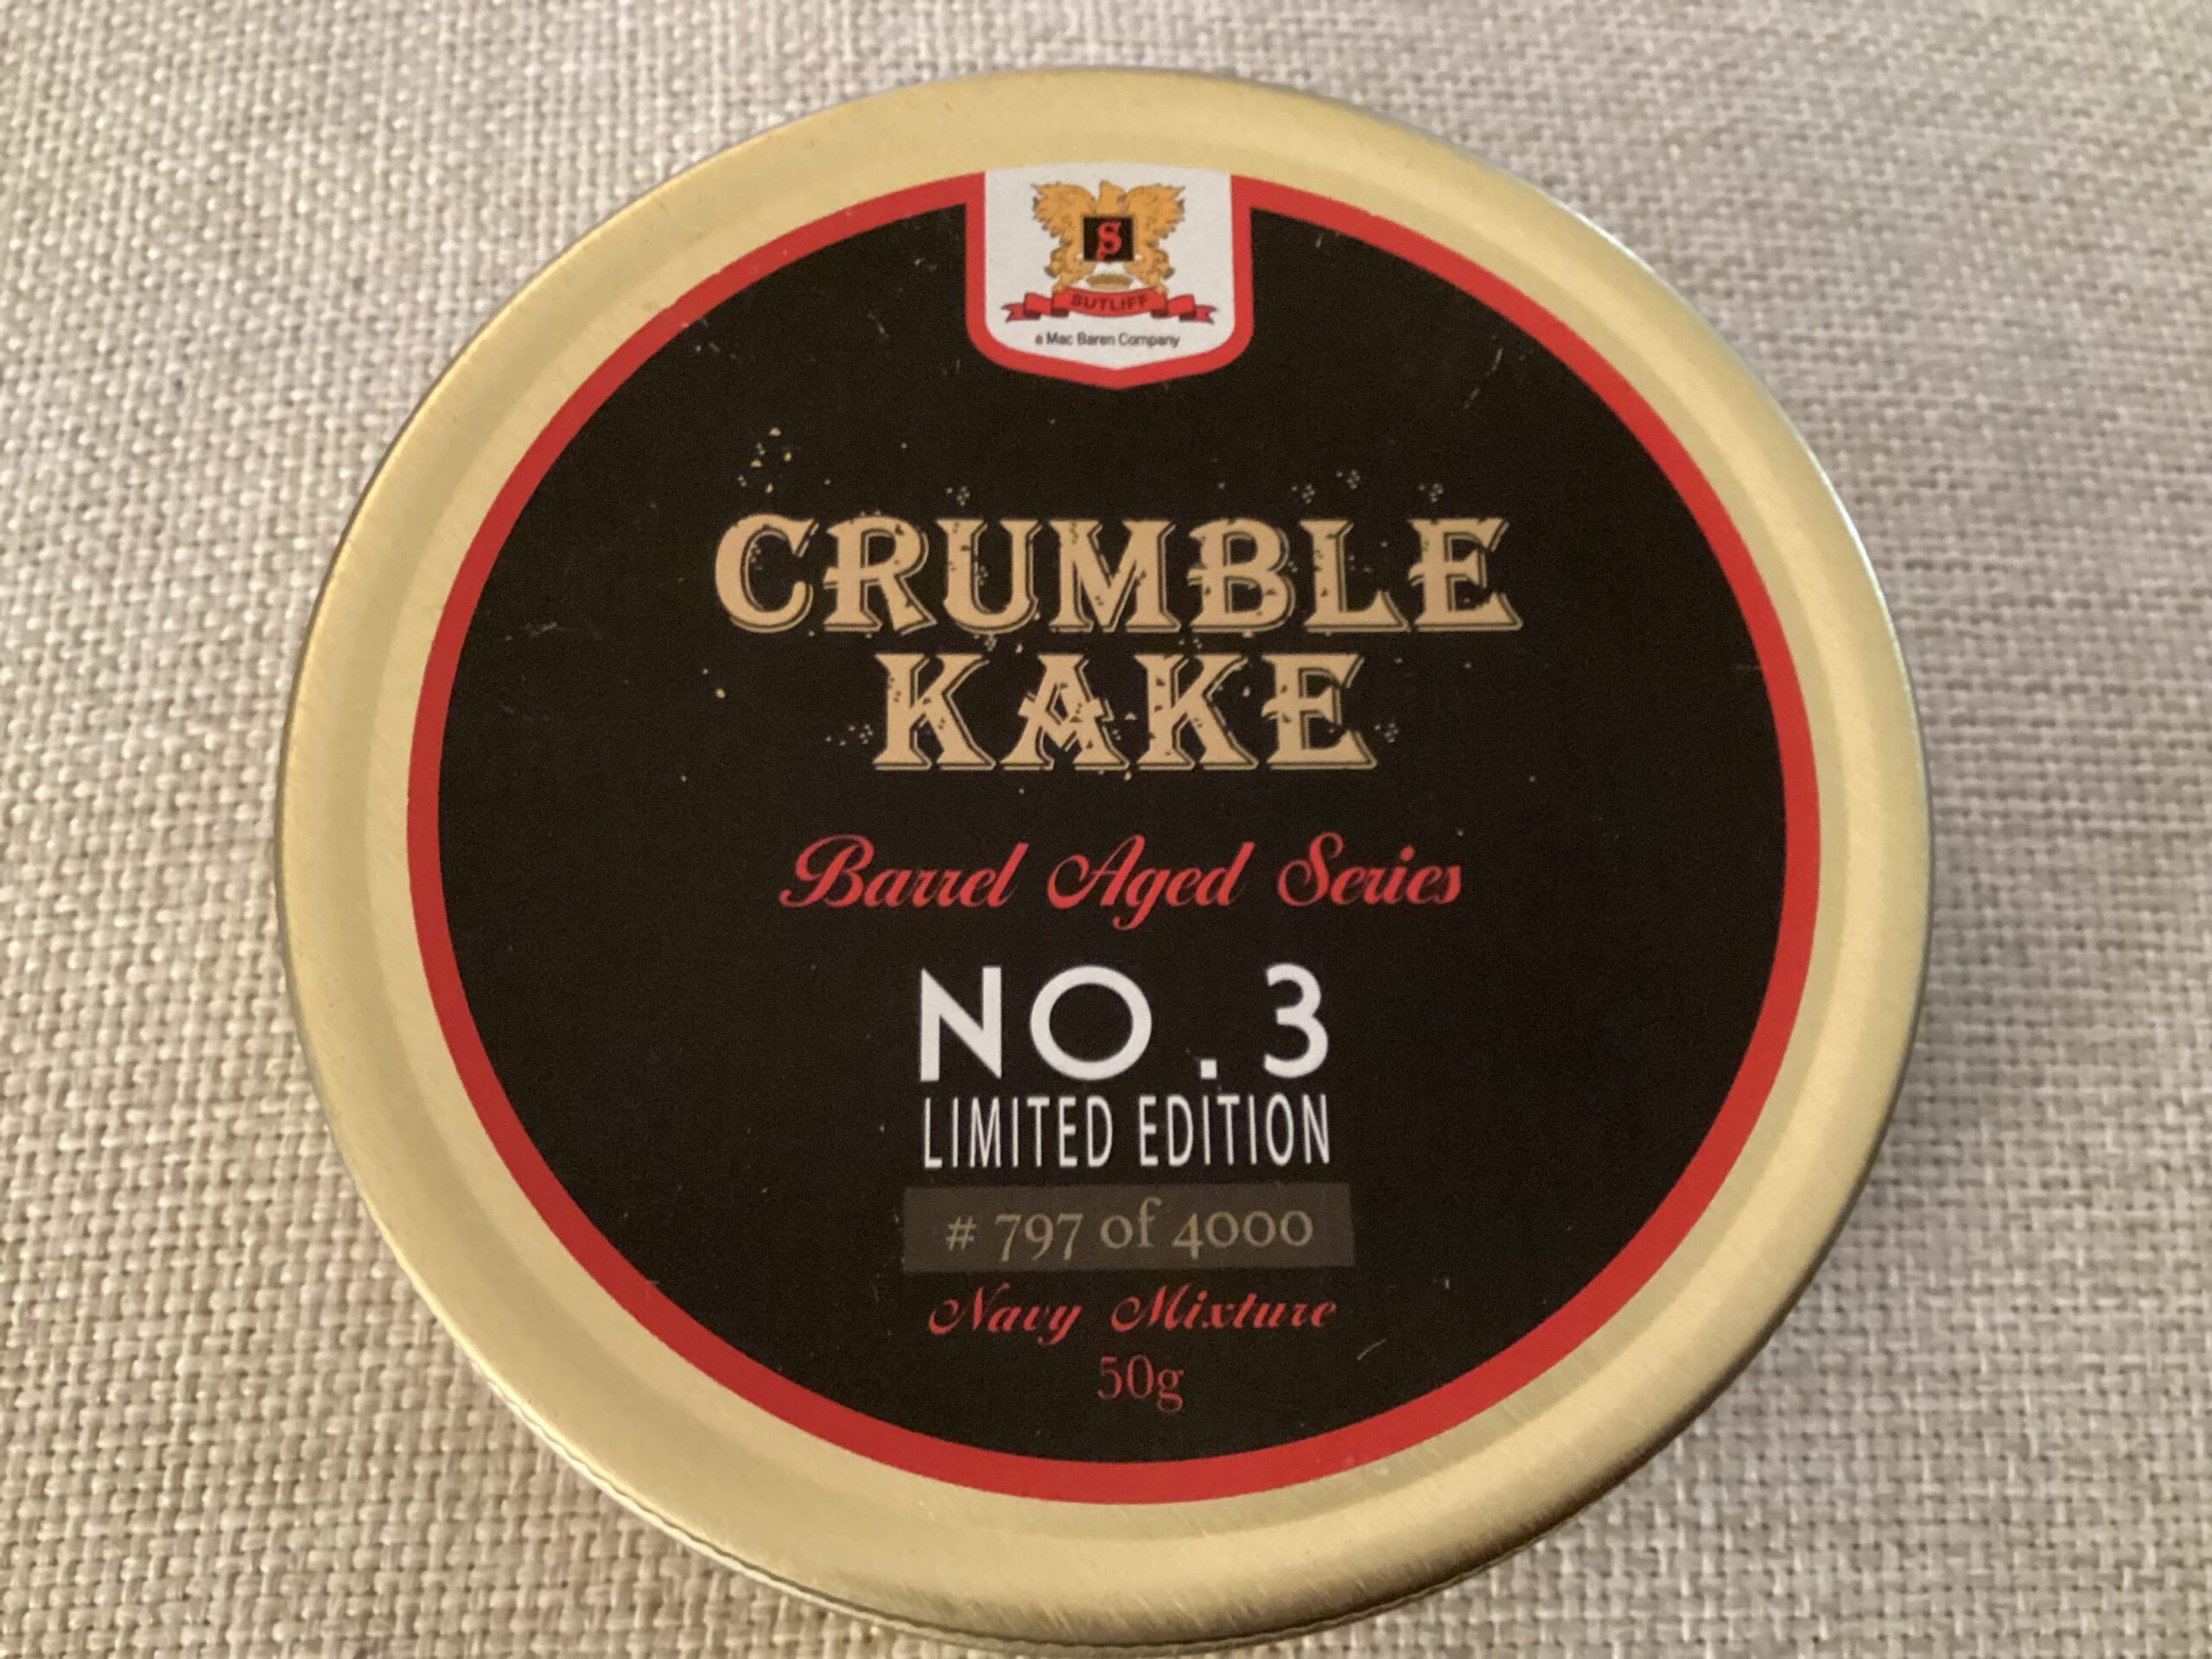 S
SUTLIFF
a Mac Baren Company
CRUMBLE
KAKE
Barrel Aged Series
NO.3
LIMITED EDITION
# 797 of 4000
Navy Mixture
50g